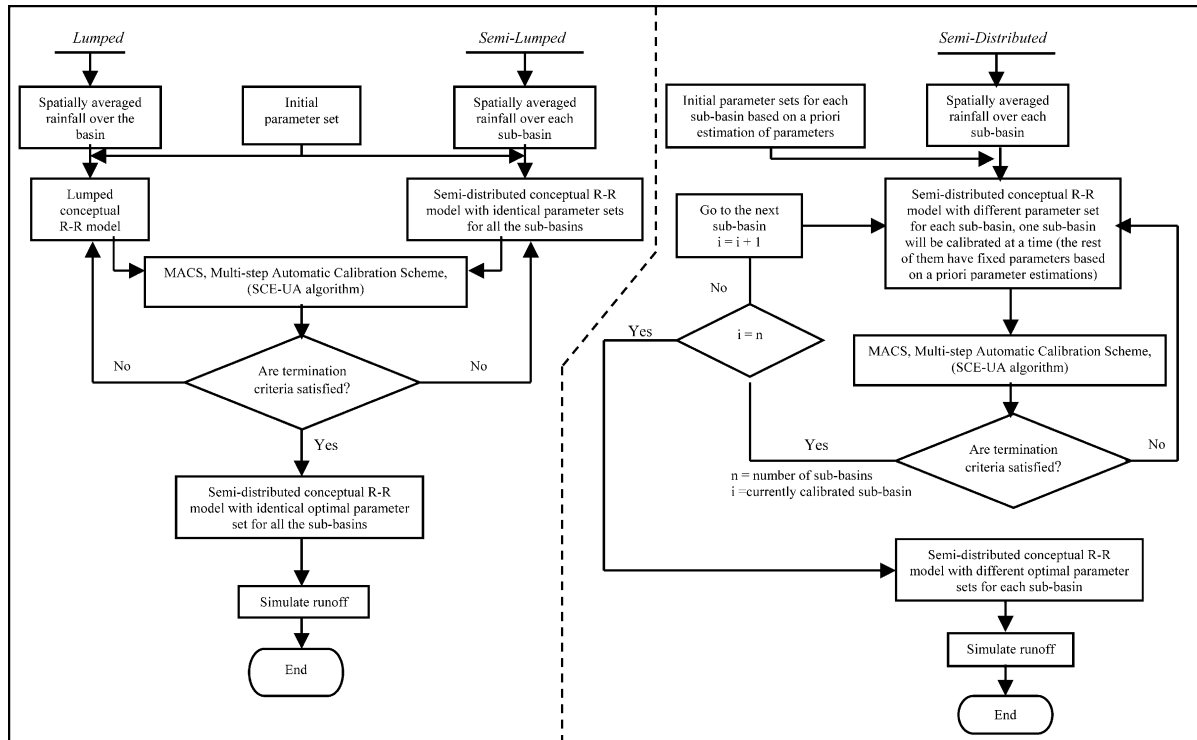 Lumped
Semi-Lumped
Spatially averaged
rainfall over the
basin
Initial
parameter set
Spatially averaged
rainfall over each
sub-basin
Lumped
conceptual
R-R model
Semi-distributed conceptual R-R
model with identical parameter sets
for all the sub-basins
MACS, Multi-step Automatic Calibration Scheme,
(SCE-UA algorithm)
No
Are termination
criteria satisfied?
No
Yes
Semi-distributed conceptual R-R
model with identical optimal parameter
set for all the sub-basins
Simulate runoff
End
Semi-Distributed
Initial parameter sets for each
sub-basin based on a priori
estimation of parameters
Spatially averaged
rainfall over each
sub-basin
Go to the next
sub-basin
i = i + 1
Semi-distributed conceptual R-R
model with different parameter set
for each sub-basin, one sub-basin
will be calibrated at a time (the rest
of them have fixed parameters based
on a priori parameter estimations)
No
Yes
i = n
MACS, Multi-step Automatic Calibration Scheme,
(SCE-UA algorithm)
Yes
Are termination
criteria satisfied?
No
n = number of sub-basins
i =currently calibrated sub-basin
Semi-distributed conceptual R-R
model with different optimal parameter
sets for each sub-basin
Simulate runoff
End